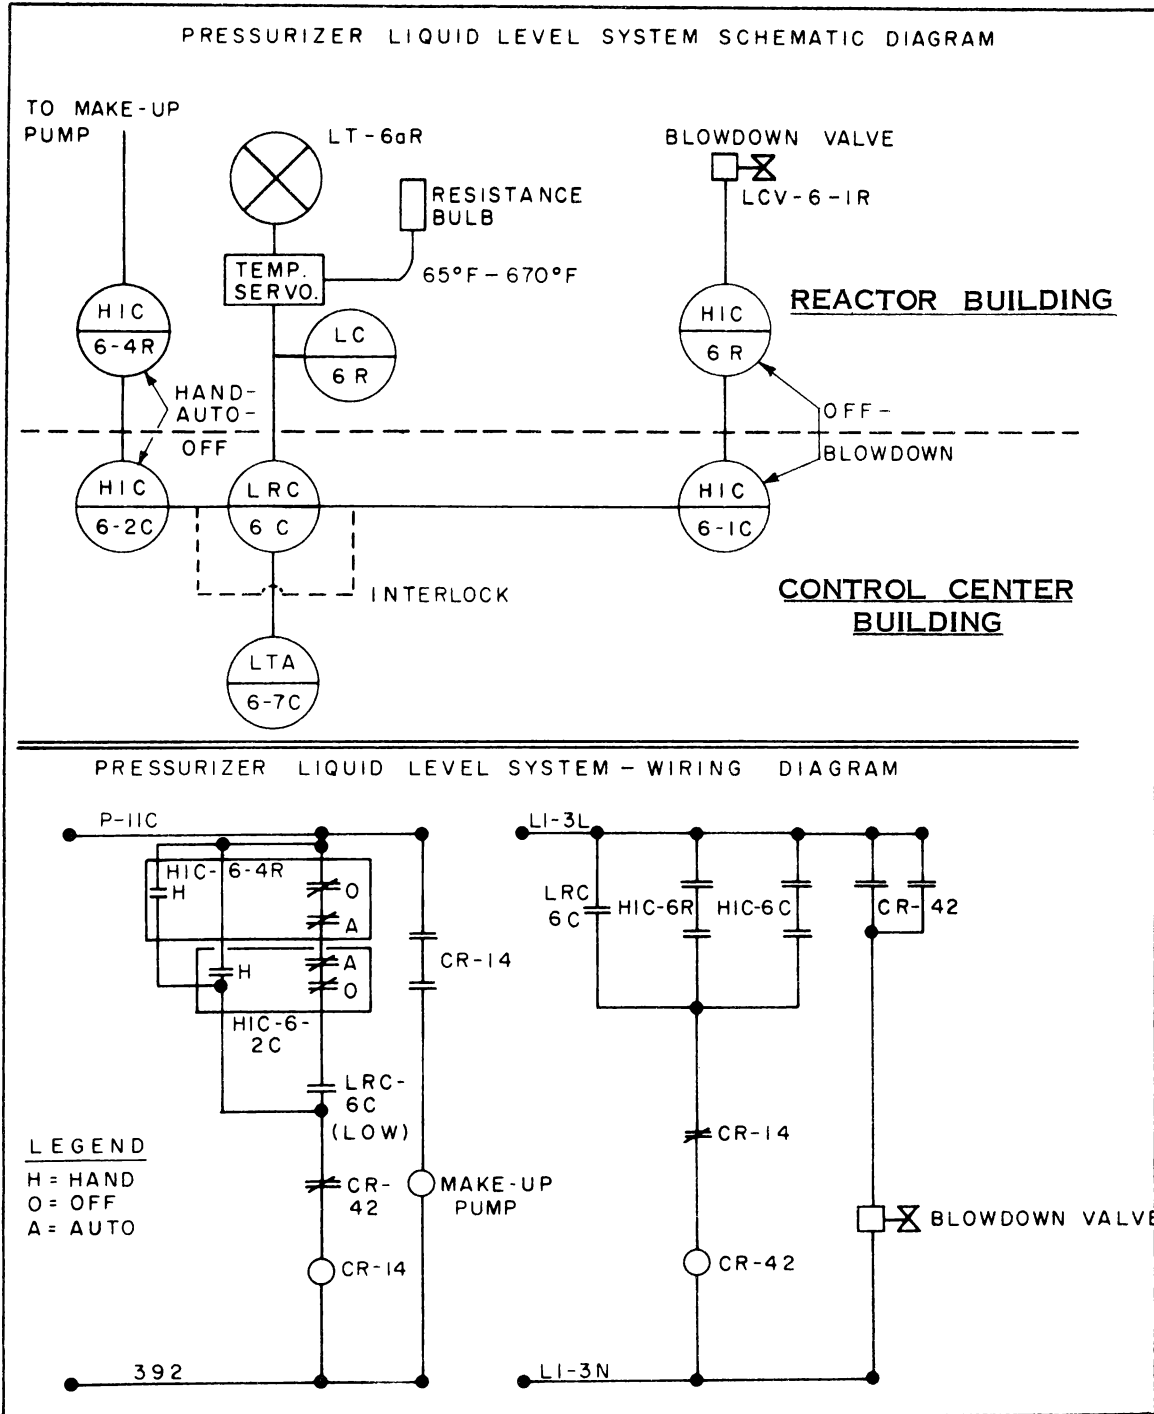 PRESSURIZER LIQUID LEVEL SYSTEM SCHEMATIC DIAGRAM
TO MAKE-UP
PUMP
LT-6aR
BLOWDOWN VALVE
LCV-6-1R
RESISTANCE
BULB
TEMP.
SERVO.
65°F-670°F
HIC
6-4R
LC
6R
HIC
6R
REACTOR BUILDING
HAND-
AUTO-
OFF
OFF-
BLOWDOWN
HIC
6-2C
LRC
6C
HIC
6-1C
INTERLOCK
CONTROL CENTER
BUILDING
LTA
6-7C
PRESSURIZER LIQUID LEVEL SYSTEM-WIRING DIAGRAM
P-11C
HIC-6-4R
H
O
A
H
A
O
HIC-6-
2C
CR-14
LRC-
6C
(LOW)
LEGEND
H = HAND
O = OFF
A = AUTO
CR-
42
MAKE-UP
PUMP
CR-14
392
L1-3L
LRC
6C
HIC-6R
HIC-6C
CR-42
CR-14
BLOWDOWN VALVE
CR-42
L1-3N